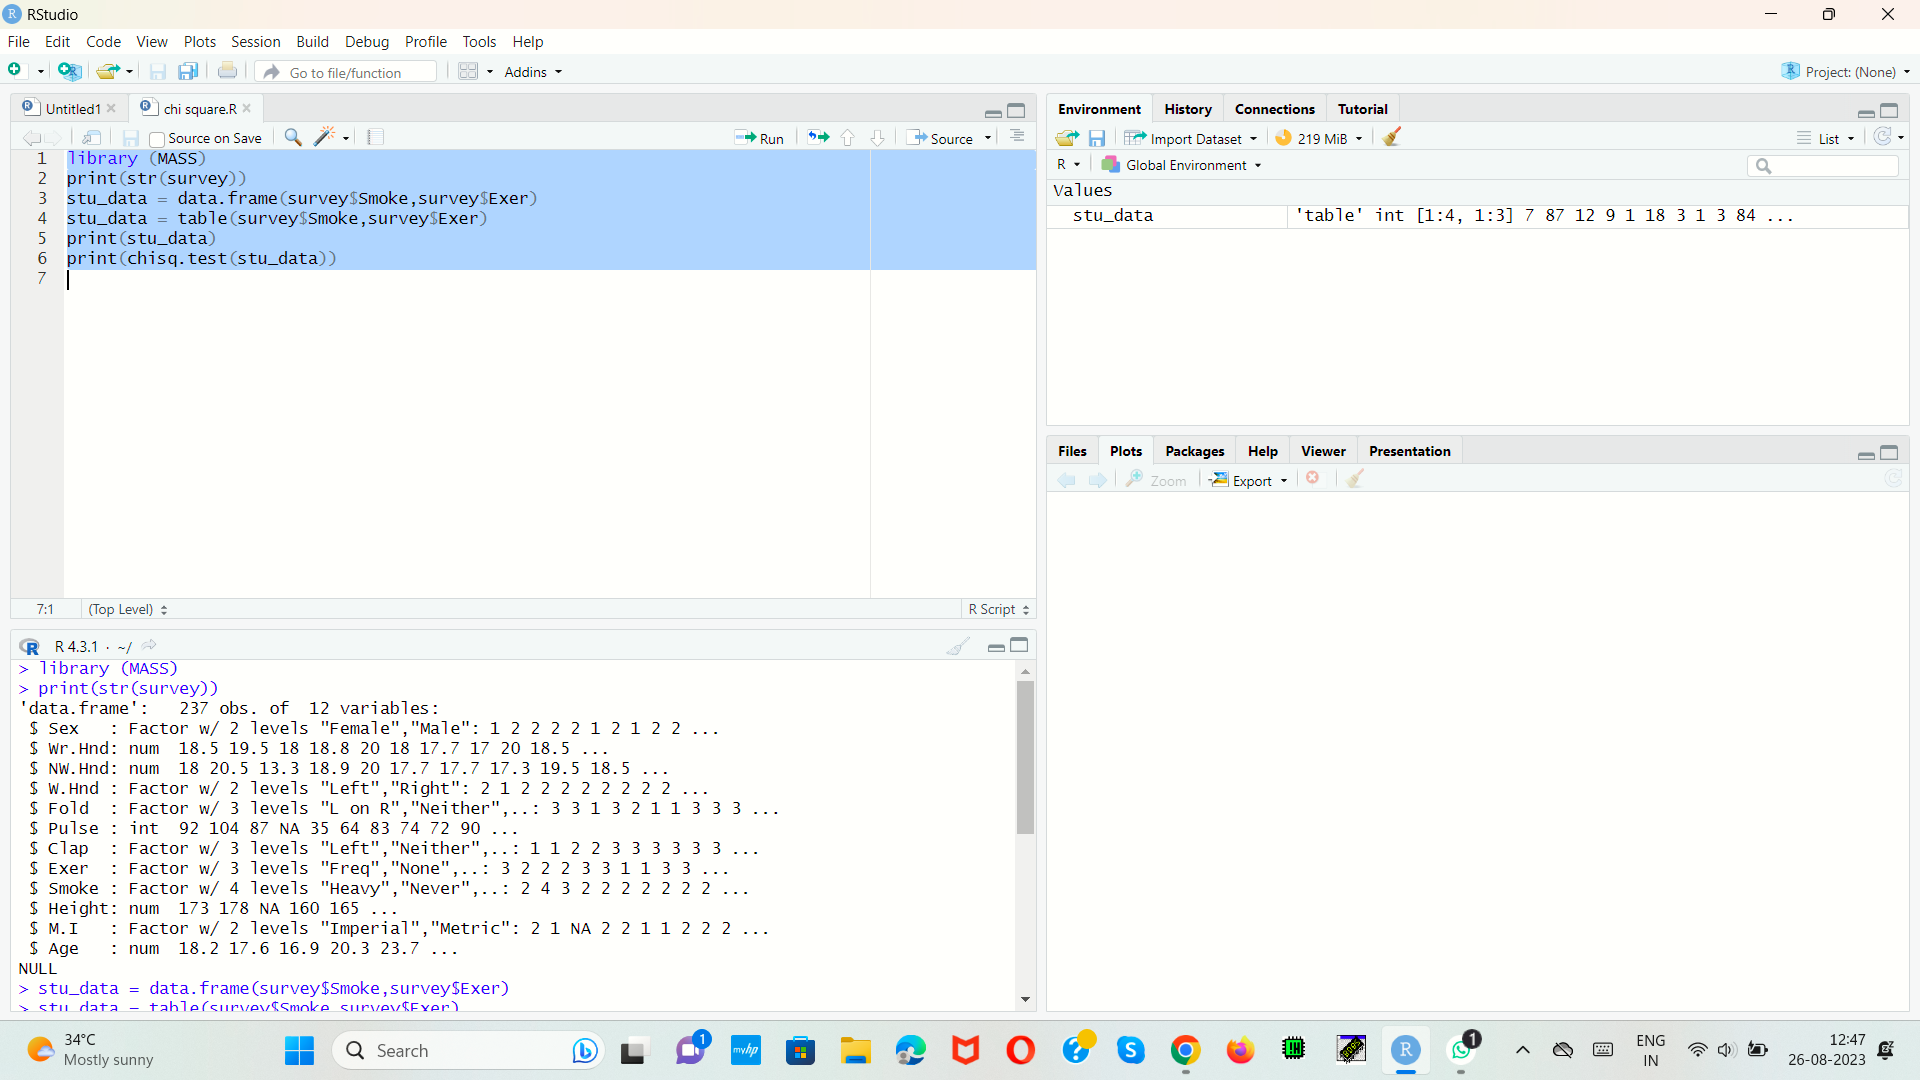 RStudio
File Edit Code View Plots Session Build Debug Profile Tools Help
Go to file/function Addins Project: (None)
Untitled1 chi square.R
Source on Save Run Source
1 library (MASS)
2 print(str(survey))
3 stu_data = data.frame(survey$Smoke,survey$Exer)
4 stu_data = table(survey$Smoke,survey$Exer)
5 print(stu_data)
6 print(chisq.test(stu_data))
7
7:1 (Top Level) R Script
R 4.3.1 · ~/
> library (MASS)
> print(str(survey))
'data.frame': 237 obs. of 12 variables:
$ Sex : Factor w/ 2 levels "Female","Male": 1 2 2 2 2 1 2 1 2 2 ...
$ Wr.Hnd: num 18.5 19.5 18 18.8 20 18 17.7 17 20 18.5 ...
$ NW.Hnd: num 18 20.5 13.3 18.9 20 17.7 17.7 17.3 19.5 18.5 ...
$ W.Hnd : Factor w/ 2 levels "Left","Right": 2 1 2 2 2 2 2 2 2 2 ...
$ Fold : Factor w/ 3 levels "L on R","Neither",..: 3 3 1 3 2 1 1 3 3 3 ...
$ Pulse : int 92 104 87 NA 35 64 83 74 72 90 ...
$ Clap : Factor w/ 3 levels "Left","Neither",..: 1 1 2 2 3 3 3 3 3 3 ...
$ Exer : Factor w/ 3 levels "Freq","None",..: 3 2 2 2 3 3 1 1 3 3 ...
$ Smoke : Factor w/ 4 levels "Heavy","Never",..: 2 4 3 2 2 2 2 2 2 2 ...
$ Height: num 173 178 NA 160 165 ...
$ M.I : Factor w/ 2 levels "Imperial","Metric": 2 1 NA 2 2 1 1 2 2 2 ...
$ Age : num 18.2 17.6 16.9 20.3 23.7 ...
NULL
> stu_data = data.frame(survey$Smoke,survey$Exer)
> stu_data = table(survey$Smoke,survey$Exer)
Environment History Connections Tutorial
Import Dataset 219 MiB List
R Global Environment
Values
stu_data 'table' int [1:4, 1:3] 7 87 12 9 1 18 3 1 3 84 ...
Files Plots Packages Help Viewer Presentation
Zoom Export
34°C
Mostly sunny
Search
1
myhp
1
ENG
IN
12:47
26-08-2023